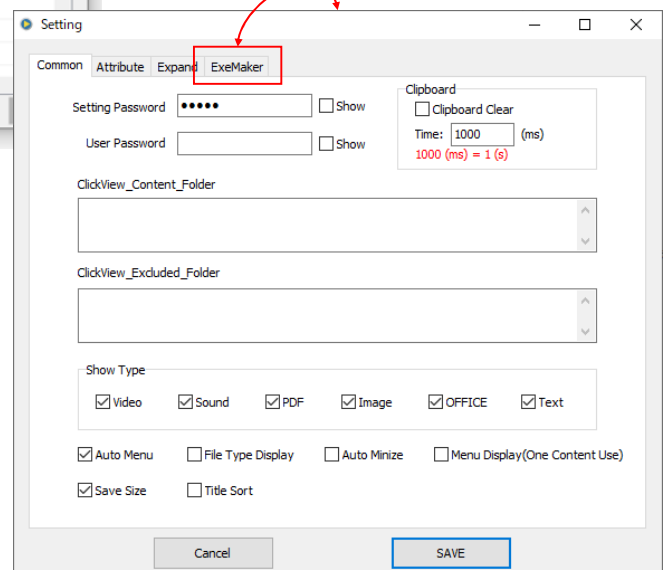 Setting
Common Attribute Expand ExeMaker
Setting Password ●●●●● Show
User Password Show
Clipboard
Clipboard Clear
Time: 1000 (ms)
1000 (ms) = 1 (s)
ClickView_Content_Folder
ClickView_Excluded_Folder
Show Type
Video Sound PDF Image OFFICE Text
Auto Menu File Type Display Auto Minize Menu Display(One Content Use)
Save Size Title Sort
Cancel SAVE